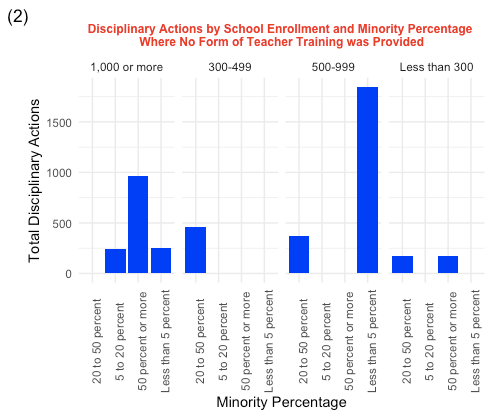 (2)
Disciplinary Actions by School Enrollment and Minority Percentage
Where No Form of Teacher Training was Provided
1,000 or more 300-499 500-999 Less than 300
Total Disciplinary Actions
1500
1000
500
0
20 to 50 percent
5 to 20 percent
50 percent or more
Less than 5 percent
20 to 50 percent
5 to 20 percent
50 percent or more
Less than 5 percent
20 to 50 percent
5 to 20 percent
50 percent or more
Less than 5 percent
20 to 50 percent
5 to 20 percent
50 percent or more
Less than 5 percent
Minority Percentage